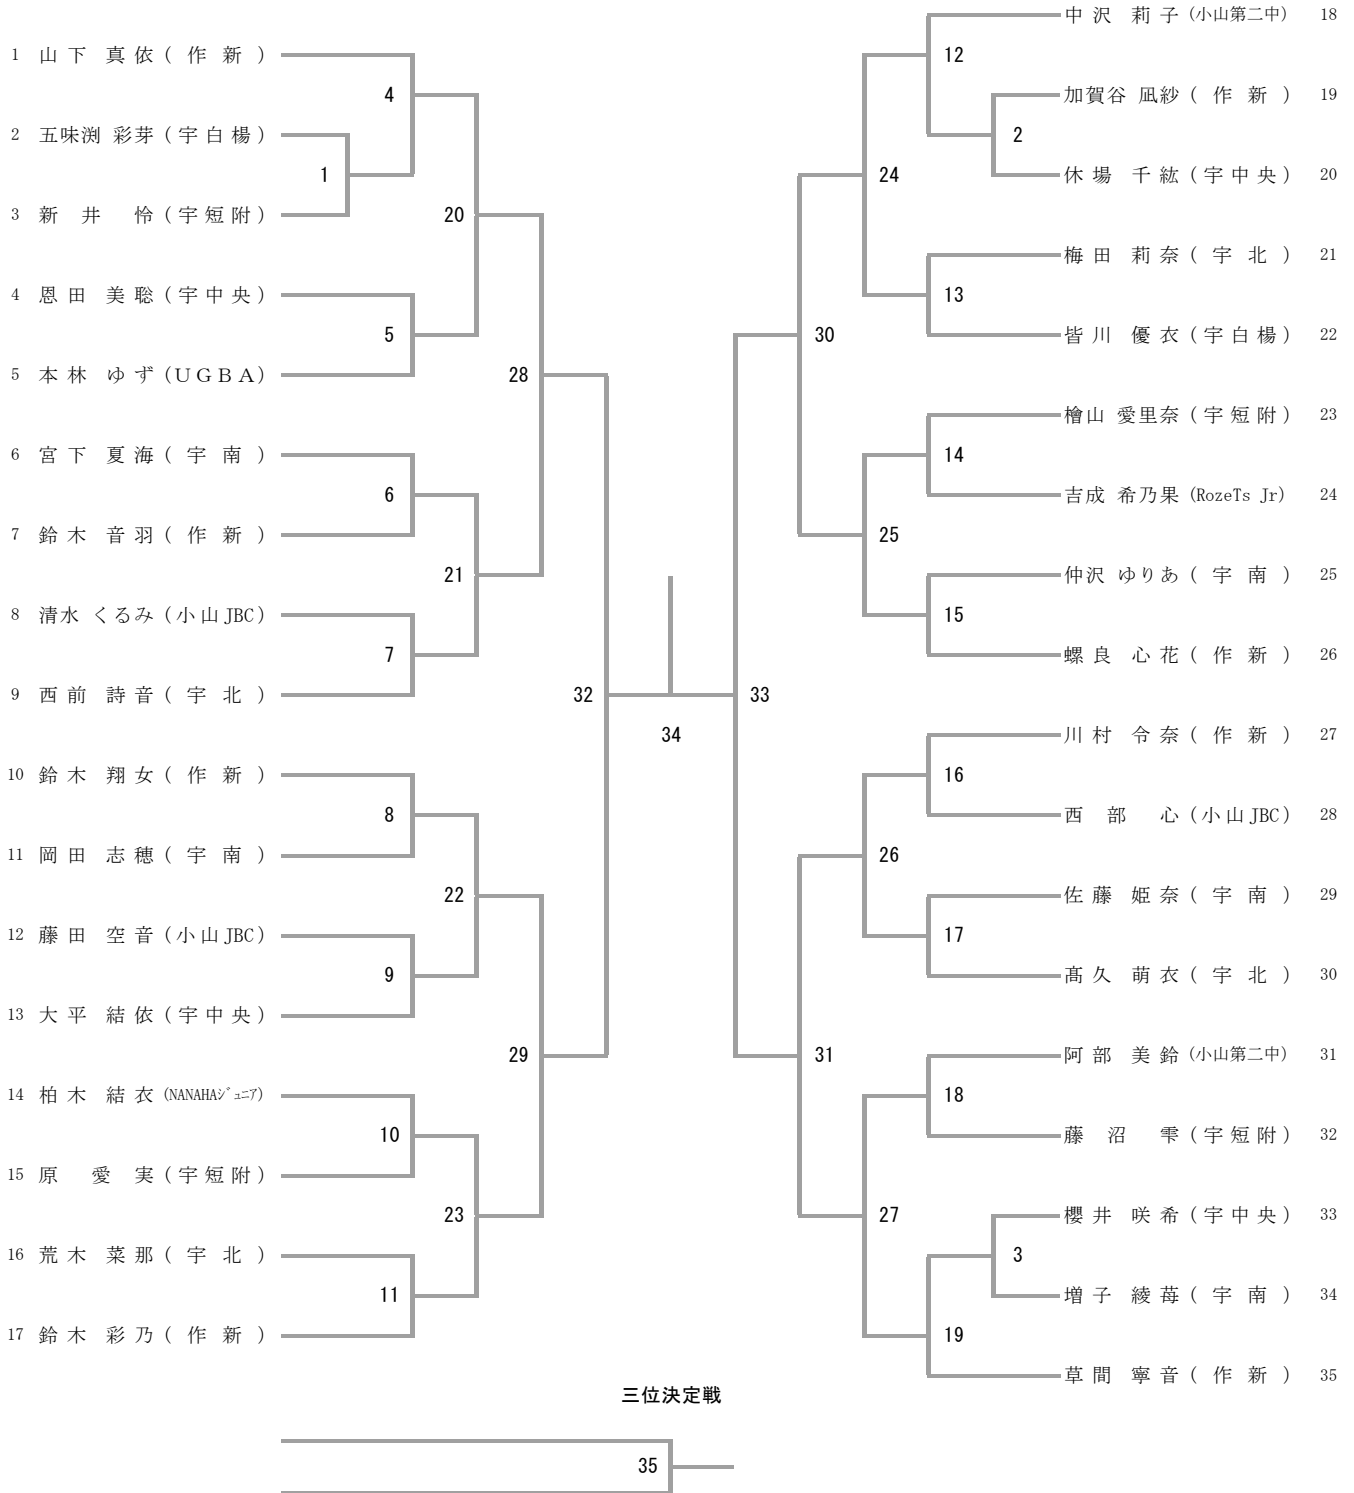 1 山下 真依 (作新)
4
2 五味渕 彩芽 (宇白楊)
1
3 新井 怜 (宇短附)
20
4 恩田 美聡 (宇中央)
5
5 本林 ゆず (UGBA)
28
6 宮下 夏海 (宇南)
6
7 鈴木 音羽 (作新)
21
8 清水 くるみ (小山JBC)
7
9 西前 詩音 (宇北)
32
10 鈴木 翔女 (作新)
8
11 岡田 志穂 (宇南)
22
12 藤田 空音 (小山JBC)
9
13 大平 結依 (宇中央)
29
14 柏木 結衣 (NANAHAジュニア)
10
15 原 愛実 (宇短附)
23
16 荒木 菜那 (宇北)
11
17 鈴木 彩乃 (作新)
34
中沢 莉子 (小山第二中) 18
12
加賀谷 凪紗 (作新) 19
2
休場 千紘 (宇中央) 20
24
梅田 莉奈 (宇北) 21
13
皆川 優衣 (宇白楊) 22
30
檜山 愛里奈 (宇短附) 23
14
吉成 希乃果 (RozeTs Jr) 24
25
仲沢 ゆりあ (宇南) 25
15
螺良 心花 (作新) 26
33
川村 令奈 (作新) 27
16
西部 心 (小山JBC) 28
26
佐藤 姫奈 (宇南) 29
17
髙久 萌衣 (宇北) 30
31
阿部 美鈴 (小山第二中) 31
18
藤沼 雫 (宇短附) 32
27
櫻井 咲希 (宇中央) 33
3
増子 綾苺 (宇南) 34
19
草間 寧音 (作新) 35
三位決定戦
35